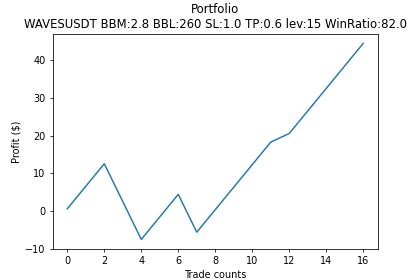 Portfolio
WAVESUSDT BBM:2.8 BBL:260 SL:1.0 TP:0.6 lev:15 WinRatio:82.0
Profit ($)
40
30
20
10
0
−10
0 2 4 6 8 10 12 14 16
Trade counts